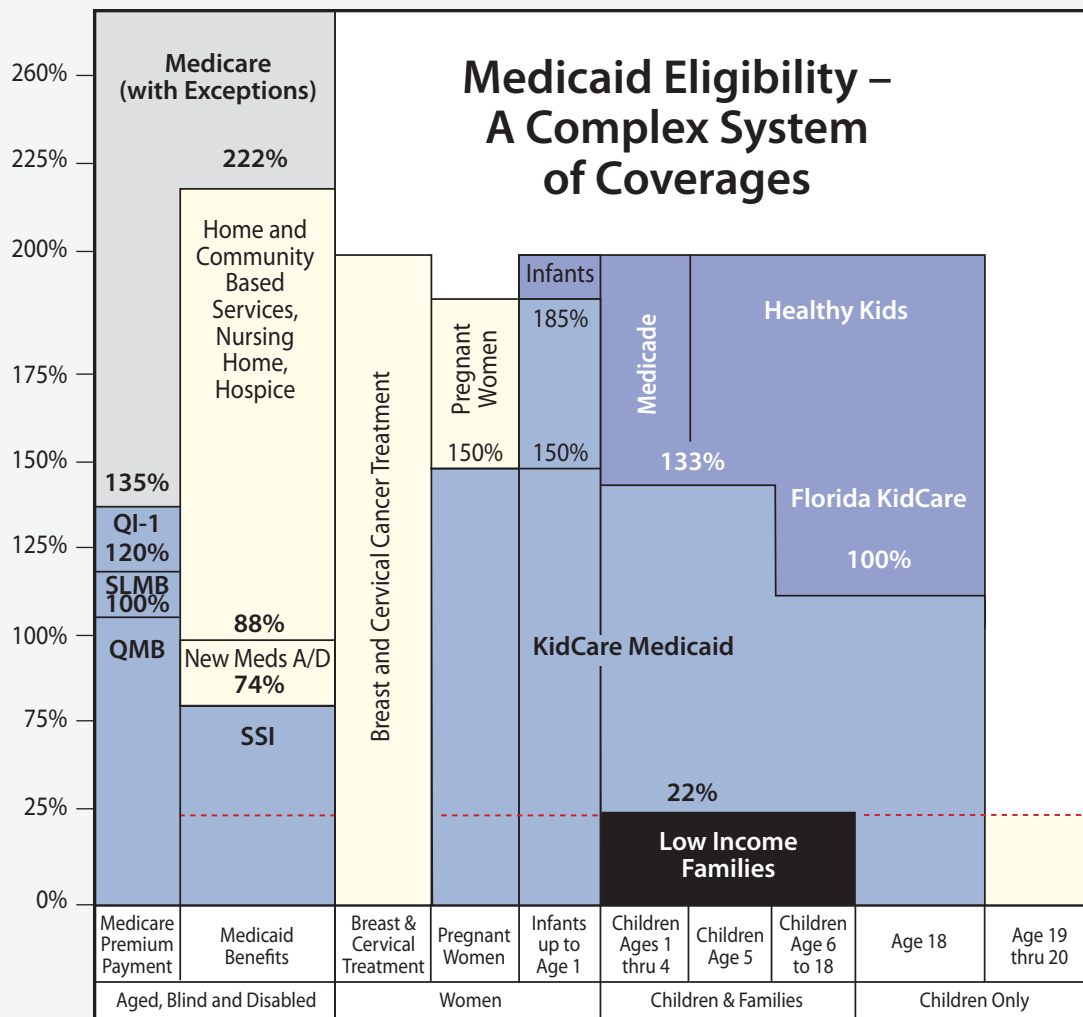 Medicaid Eligibility –
A Complex System
of Coverages
260%
225%
200%
175%
150%
125%
100%
75%
25%
0%
Medicare
(with Exceptions)
222%
Home and
Community
Based
Services,
Nursing
Home,
Hospice
135%
QI-1
120%
SLMB
100%
QMB
88%
New Meds A/D
74%
SSI
Breast and Cervical Cancer Treatment
Pregnant
Women
150%
Infants
185%
150%
Medicade
Healthy Kids
133%
Florida KidCare
100%
KidCare Medicaid
22%
Low Income
Families
Medicare
Premium
Payment
Medicaid
Benefits
Breast &
Cervical
Treatment
Pregnant
Women
Infants
up to
Age 1
Children
Ages 1
thru 4
Children
Age 5
Children
Age 6
to 18
Age 18
Age 19
thru 20
Aged, Blind and Disabled
Women
Children & Families
Children Only